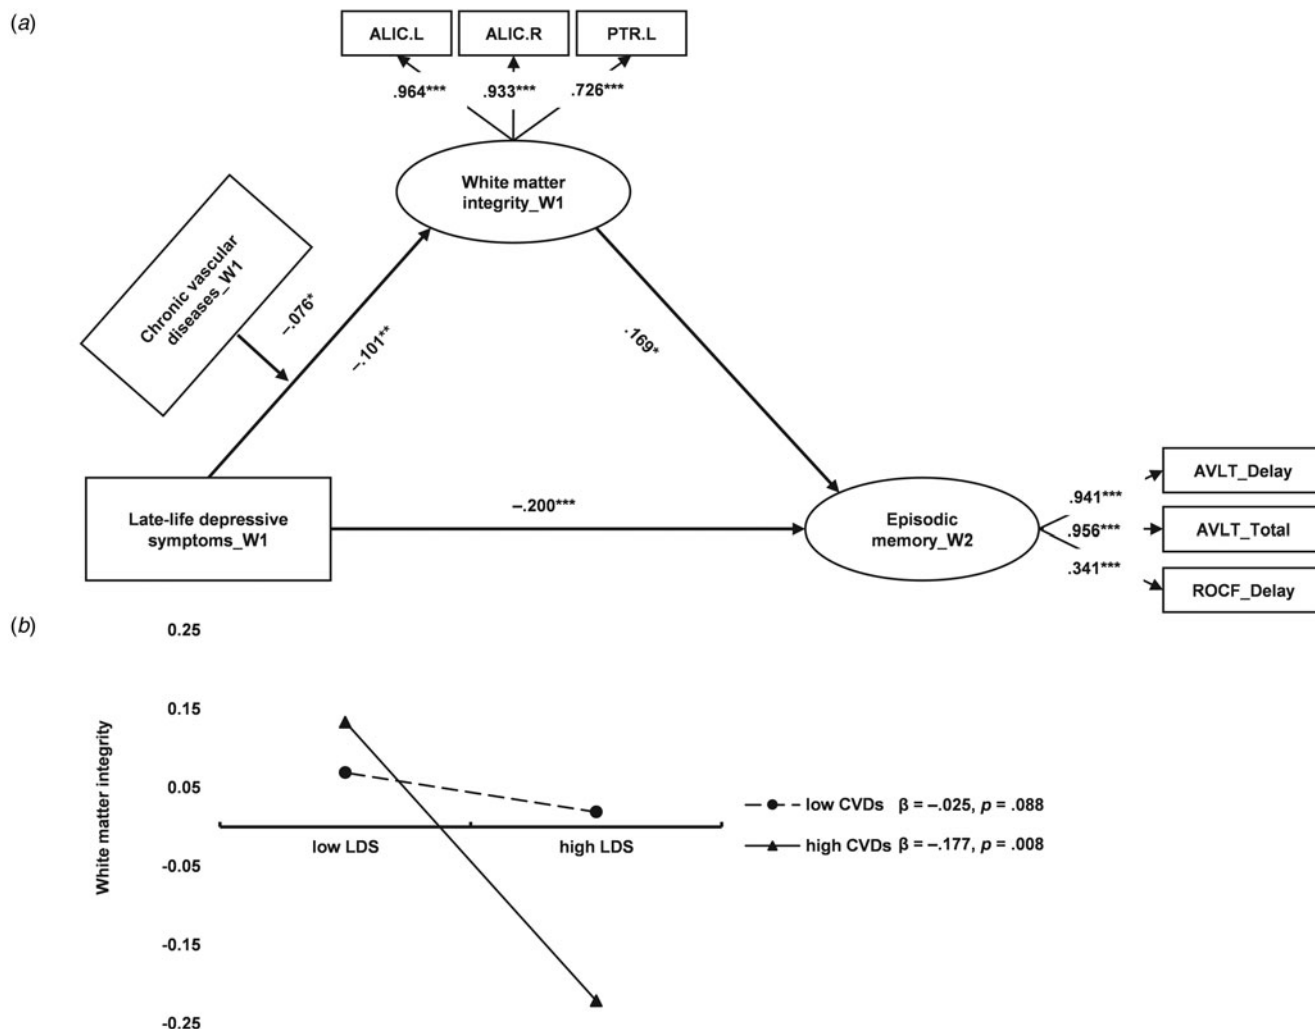 (a)
ALIC.L
ALIC.R
PTR.L
.964***
.933***
.726***
White matter
integrity_W1
Chronic vascular
diseases_W1
–.076*
–.101**
.169*
Late-life depressive
symptoms_W1
–.200***
Episodic
memory_W2
.941***
.956***
.341***
AVLT_Delay
AVLT_Total
ROCF_Delay
(b)
0.25
0.15
0.05
-0.05
-0.15
-0.25
White matter integrity
low LDS
high LDS
low CVDs β = –.025, p = .088
high CVDs β = –.177, p = .008